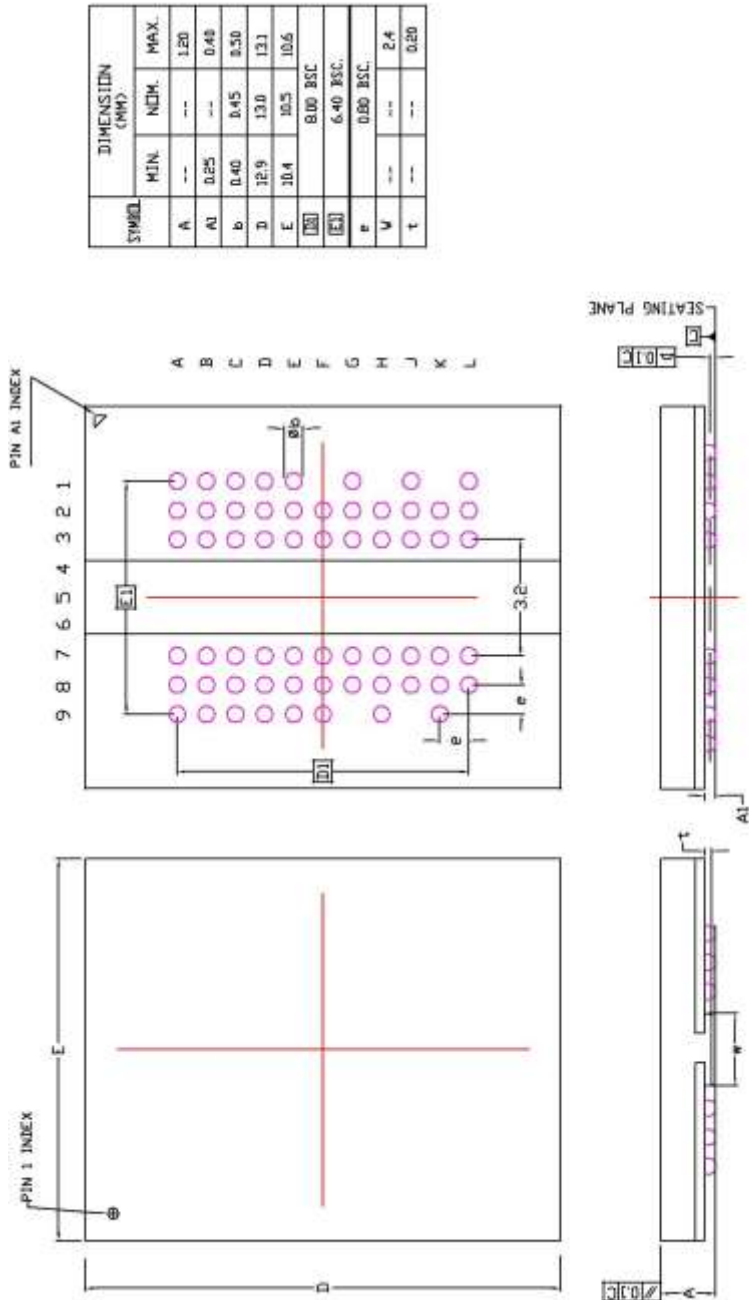 SYMBOL DIMENSION (MM)
MIN. NOM. MAX.
A -- -- 1.20
A1 0.25 -- 0.40
b 0.40 0.45 0.50
D 12.9 13.0 13.1
E 10.4 10.5 10.6
D1 8.00 BSC
E1 6.40 BSC.
e 0.80 BSC.
W -- -- 2.4
t -- -- 0.20
PIN 1 INDEX
E
D
PIN A1 INDEX
9 8 7 6 5 4 3 2 1
E1
A
B
C
D
E
F
G
H
J
K
L
Øb
D1
3.2
e
e
// 0.1 C
A
w
t
A1
0.1 C
C
SEATING PLANE